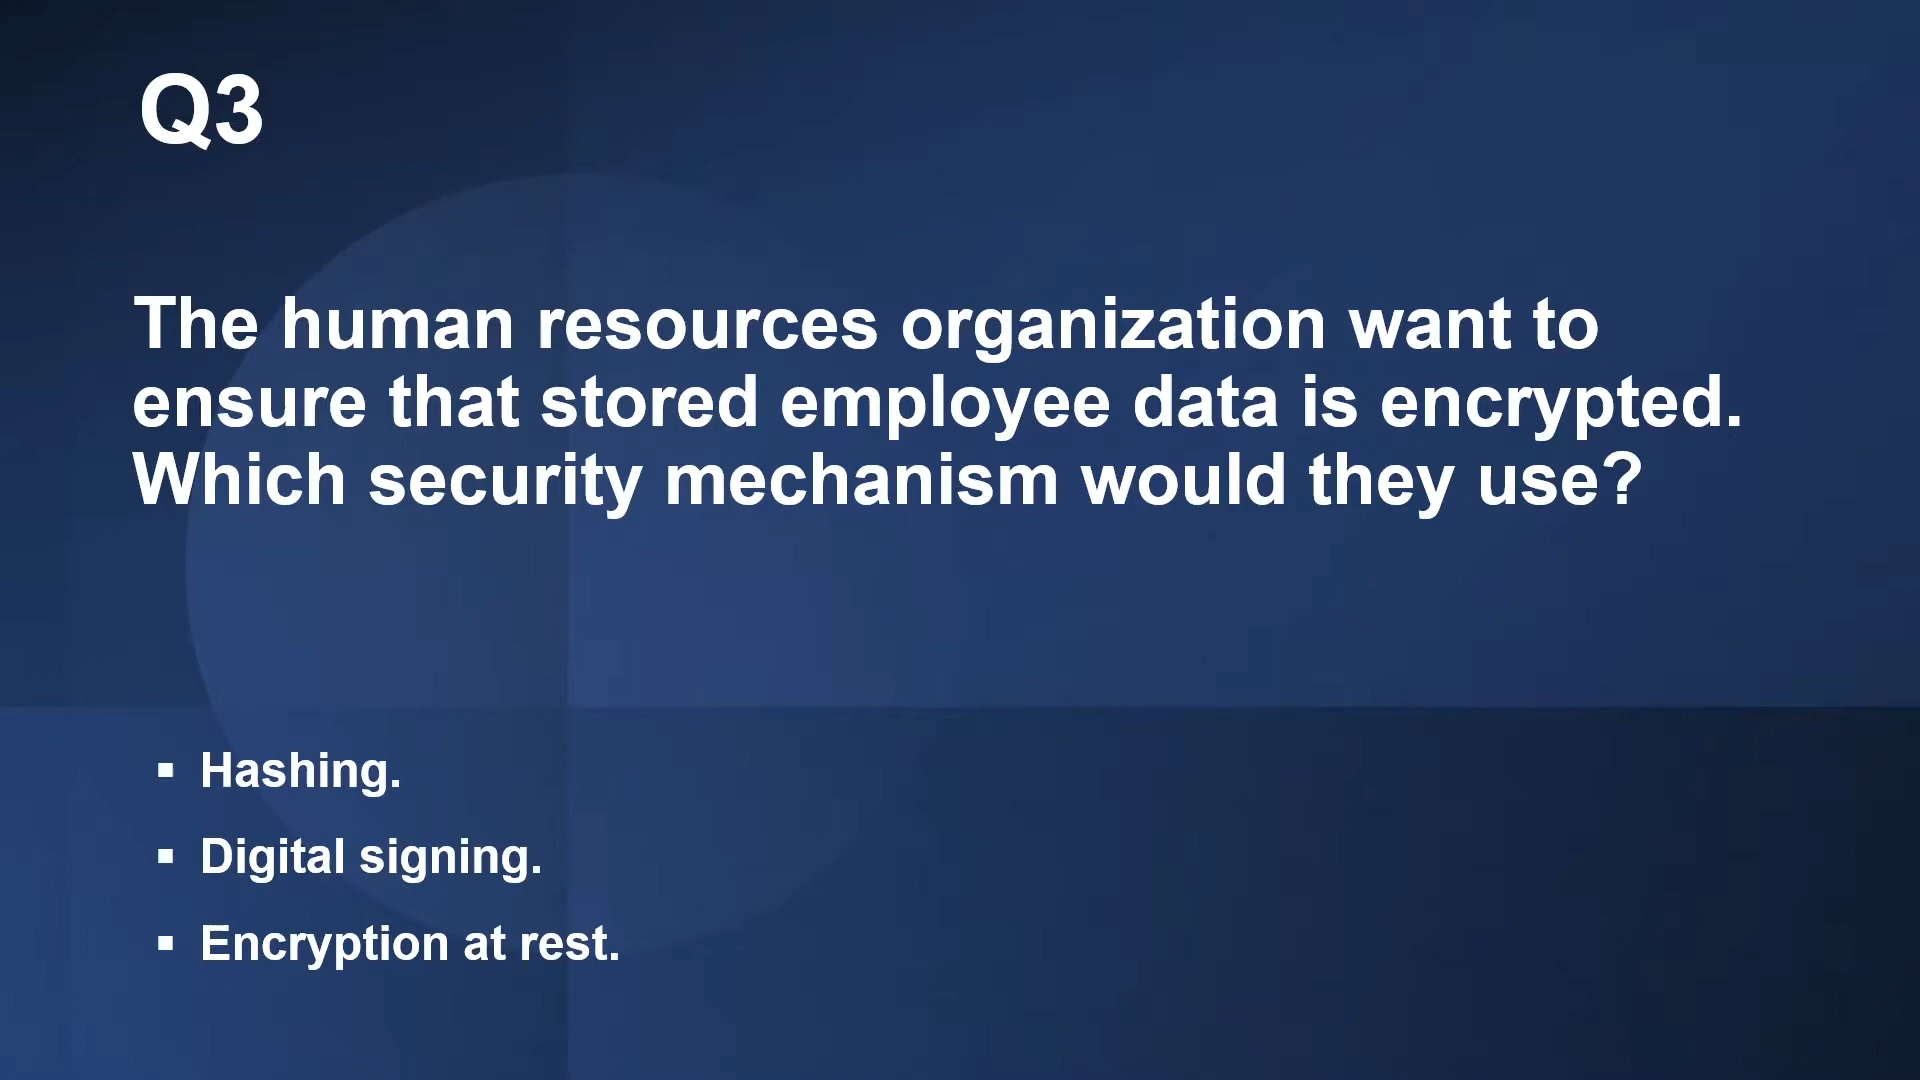 Q3
The human resources organization want to
ensure that stored employee data is encrypted.
Which security mechanism would they use?
▪ Hashing.
▪ Digital signing.
▪ Encryption at rest.